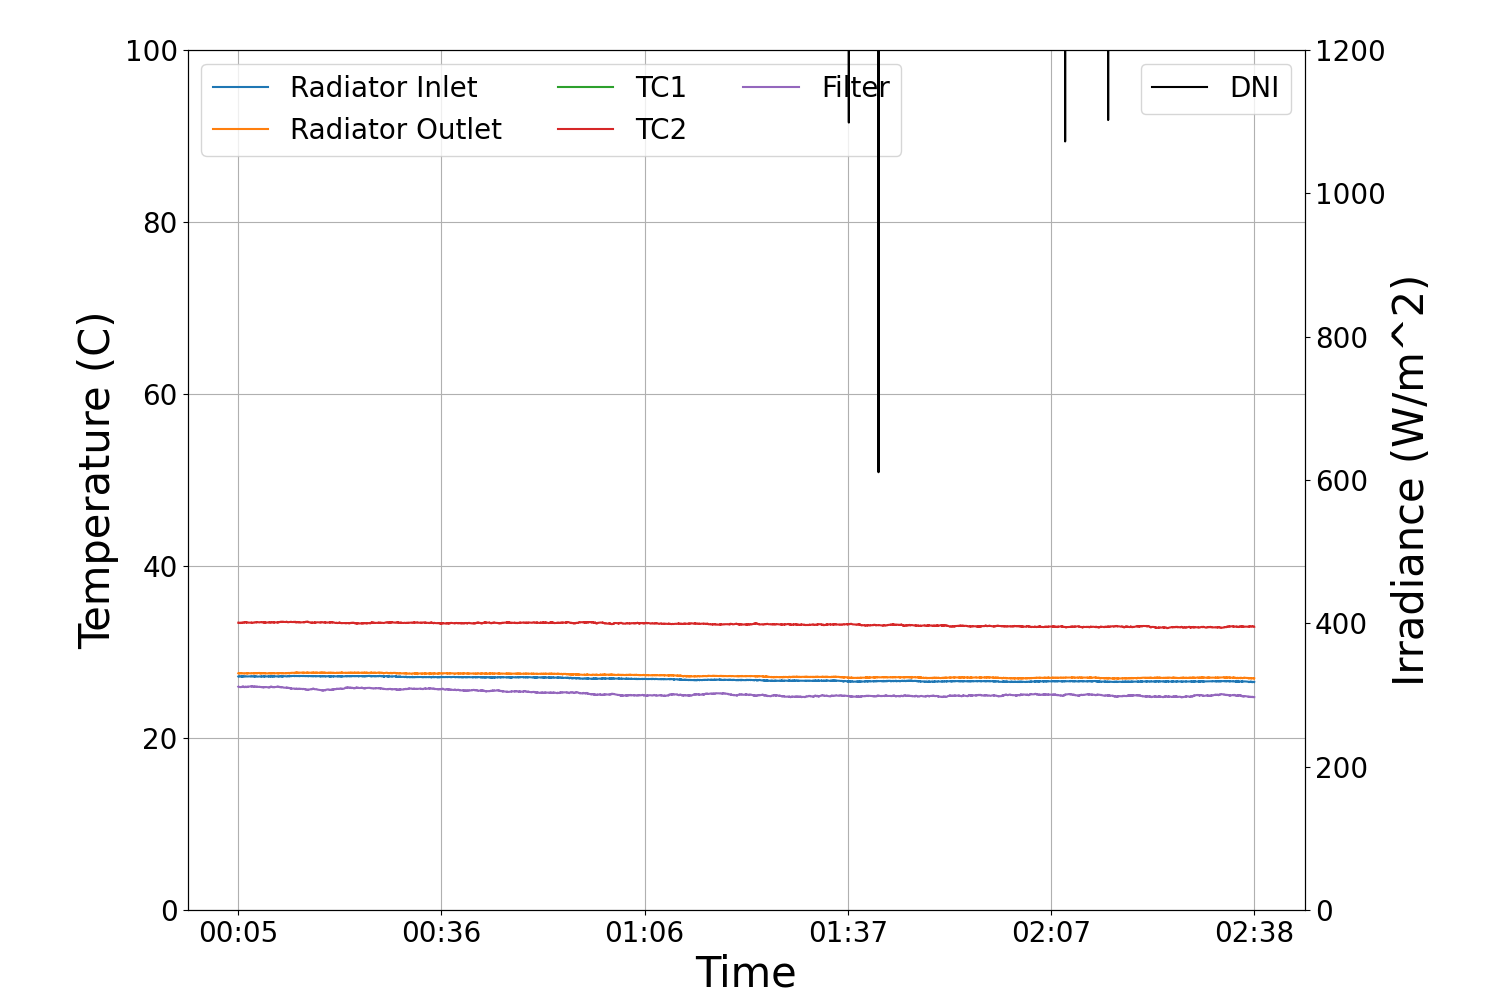 100
80
60
40
20
0
Temperature (C)
Radiator Inlet
Radiator Outlet
TC1
TC2
Filter
DNI
1200
1000
800
600
400
200
0
Irradiance (W/m^2)
00:05 00:36 01:06 01:37 02:07 02:38
Time